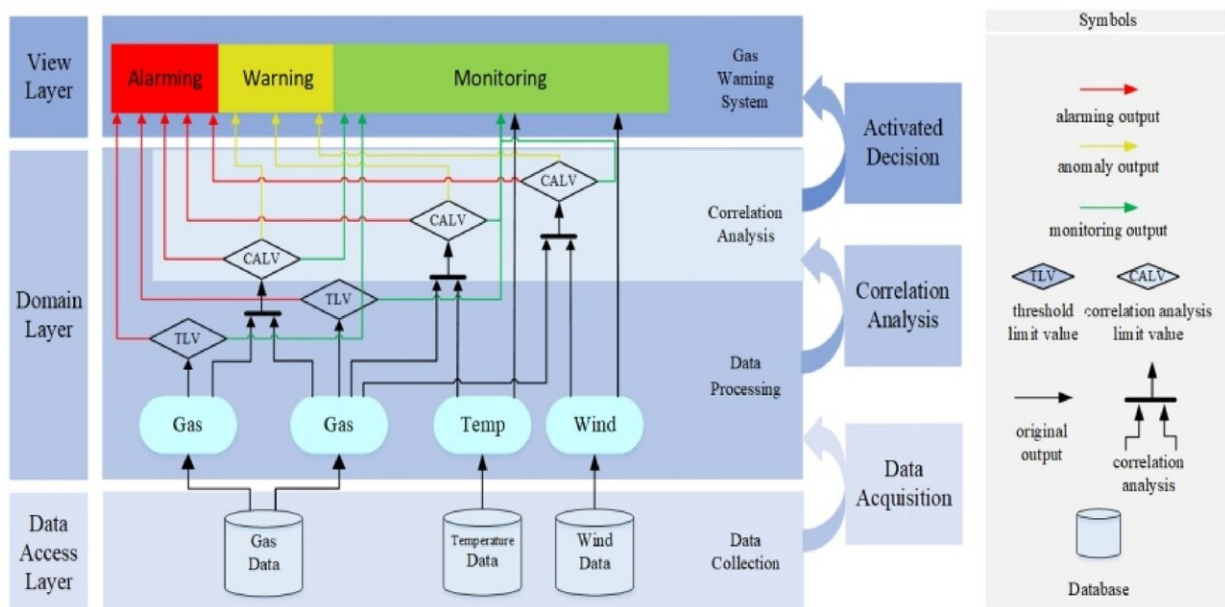 View
Layer
Alarming
Warning
Monitoring
Gas
Warning
System
Activated
Decision
Domain
Layer
CALV
CALV
CALV
Correlation
Analysis
TLV
TLV
Correlation
Analysis
Data
Processing
Gas
Gas
Temp
Wind
Data
Access
Layer
Gas
Data
Temperature
Data
Wind
Data
Data
Collection
Data
Acquisition
Symbols
alarming output
anomaly output
monitoring output
TLV
CALV
threshold
limit value
correlation analysis
limit value
original
output
correlation
analysis
Database